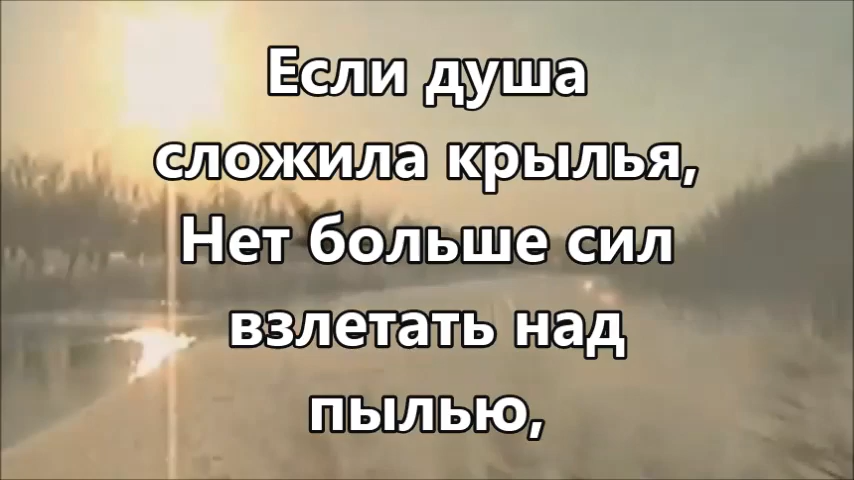 Если душа
сложила крылья,
Нет больше сил
взлетать над
пылью,